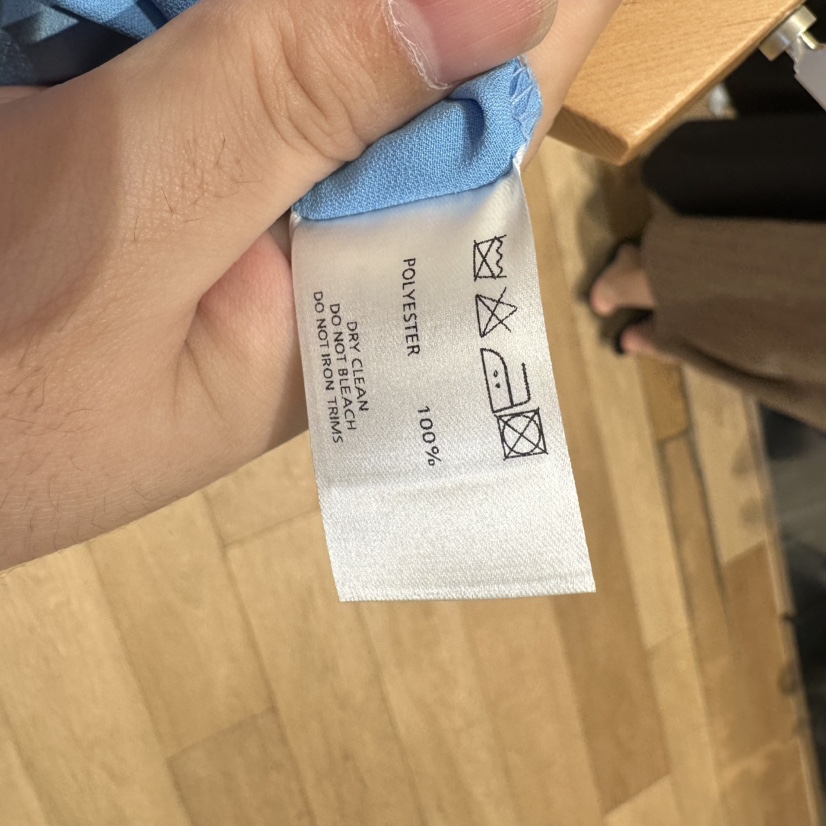 POLYESTER 100%
DRY CLEAN
DO NOT BLEACH
DO NOT IRON TRIMS